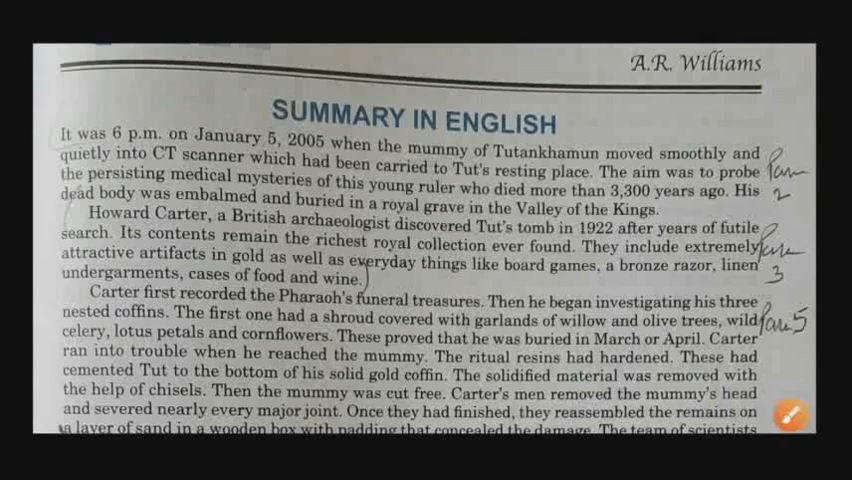 A.R. Williams
SUMMARY IN ENGLISH
It was 6 p.m. on January 5, 2005 when the mummy of Tutankhamun moved smoothly and
quietly into CT scanner which had been carried to Tut's resting place. The aim was to probe
the persisting medical mysteries of this young ruler who died more than 3,300 years ago. His
dead body was embalmed and buried in a royal grave in the Valley of the Kings.
2
Howard Carter, a British archaeologist discovered Tut's tomb in 1922 after years of futile
search. Its contents remain the richest royal collection ever found. They include extremely
attractive artifacts in gold as well as everyday things like board games, a bronze razor, linen
undergarments, cases of food and wine.
3
Carter first recorded the Pharaoh's funeral treasures. Then he began investigating his three
nested coffins. The first one had a shroud covered with garlands of willow and olive trees, wild
celery, lotus petals and cornflowers. These proved that he was buried in March or April. Carter
5
ran into trouble when he reached the mummy. The ritual resins had hardened. These had
cemented Tut to the bottom of his solid gold coffin. The solidified material was removed with
the help of chisels. Then the mummy was cut free. Carter's men removed the mummy's head
and severed nearly every major joint. Once they had finished, they reassembled the remains on
a layer of sand in a wooden box with padding that concealed the damage. The team of scientists